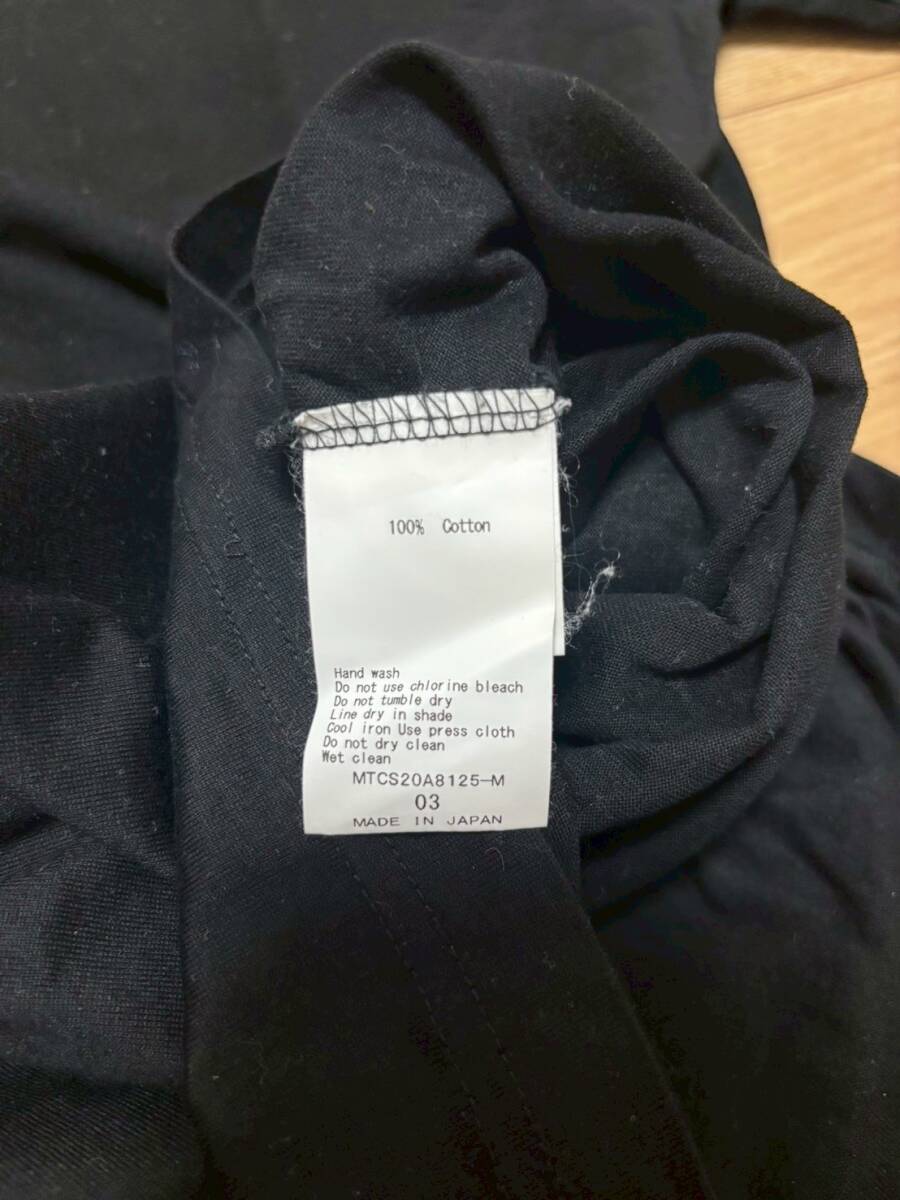 100% Cotton
Hand wash
Do not use chlorine bleach
Do not tumble dry
Line dry in shade
Cool iron Use press cloth
Do not dry clean
Wet clean
MTCS20A8125-M
03
MADE IN JAPAN